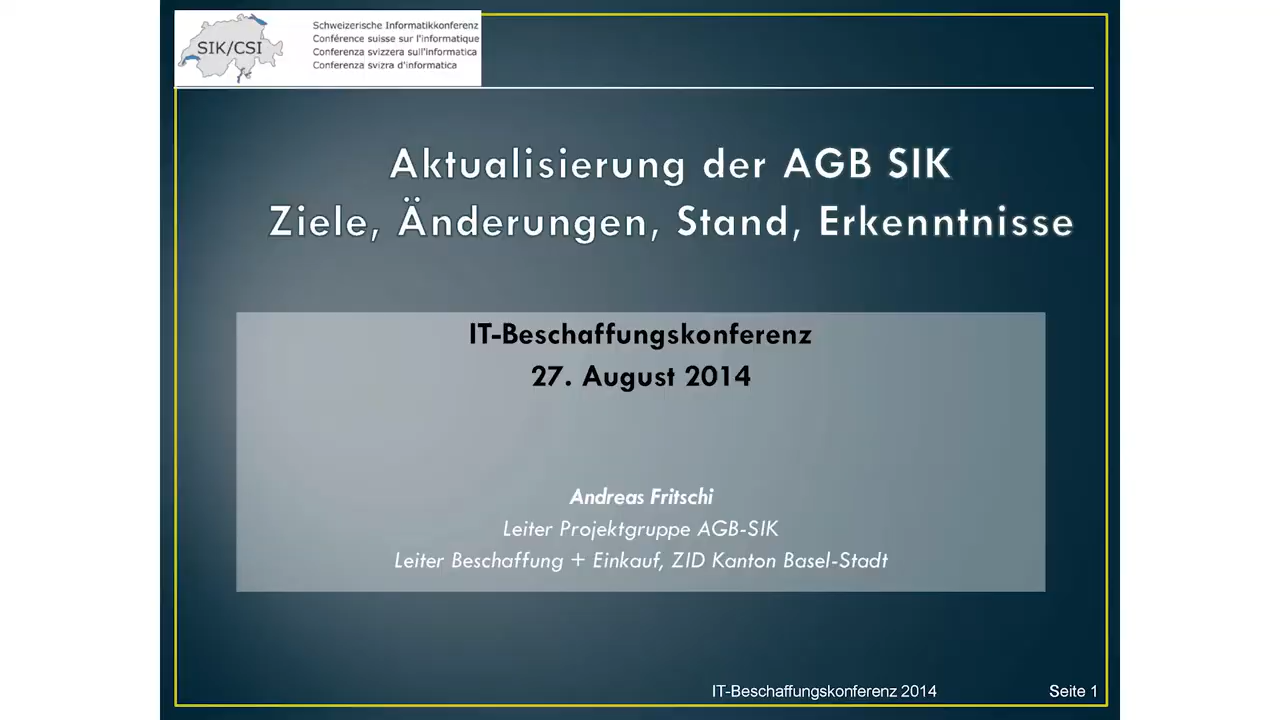 SIK/CSI
Schweizerische Informatikkonferenz
Conférence suisse sur l'informatique
Conferenza svizzera sull'informatica
Conferenza svizra d'informatica
Aktualisierung der AGB SIK
Ziele, Änderungen, Stand, Erkenntnisse
IT-Beschaffungskonferenz
27. August 2014
Andreas Fritschi
Leiter Projektgruppe AGB-SIK
Leiter Beschaffung + Einkauf, ZID Kanton Basel-Stadt
IT-Beschaffungskonferenz 2014 Seite 1